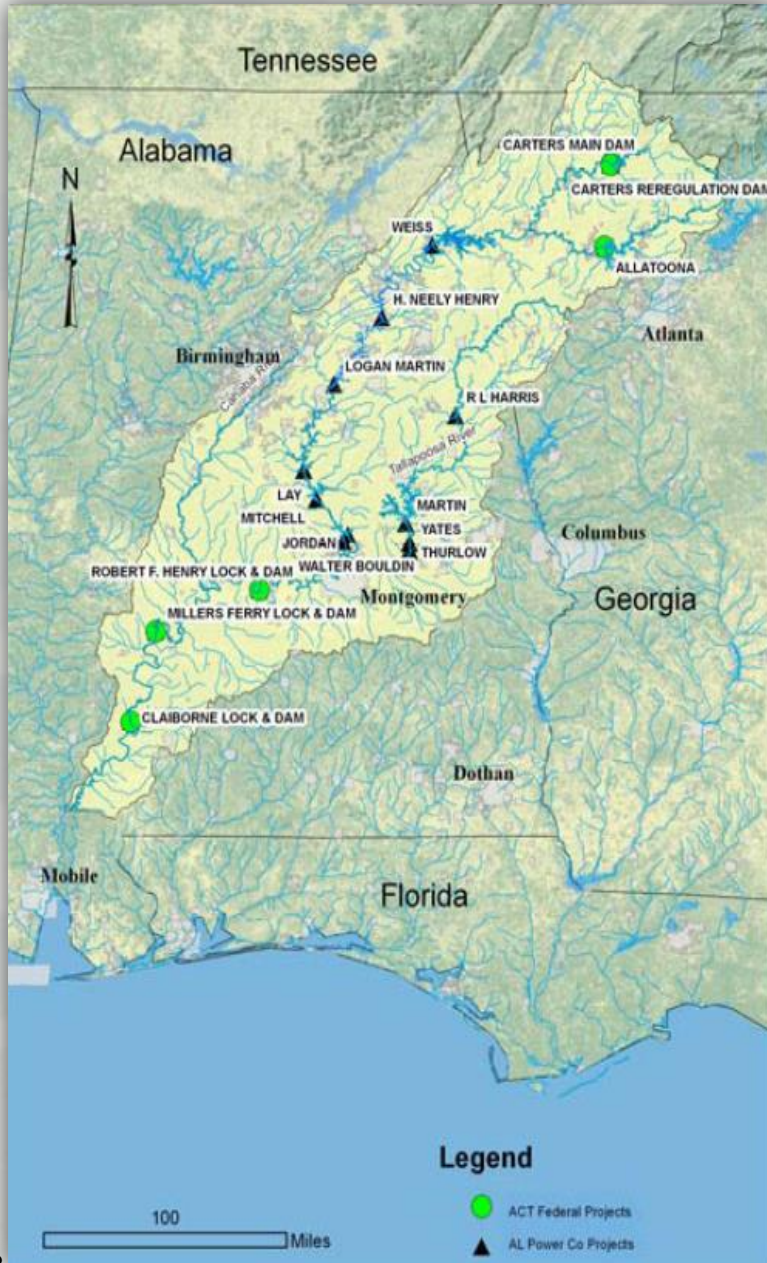 Tennessee
Alabama
N
CARTERS MAIN DAM
CARTERS REREGULATION DAM
WEISS
ALLATOONA
H. NEELY HENRY
Atlanta
Birmingham
LOGAN MARTIN
Cahaba River
R L HARRIS
Tallapoosa River
LAY
MARTIN
MITCHELL
YATES
Columbus
JORDAN
THURLOW
WALTER BOULDIN
ROBERT F. HENRY LOCK & DAM
Montgomery
Georgia
MILLERS FERRY LOCK & DAM
CLAIBORNE LOCK & DAM
Dothan
Mobile
Florida
Legend
100
Miles
ACT Federal Projects
AL Power Co Projects